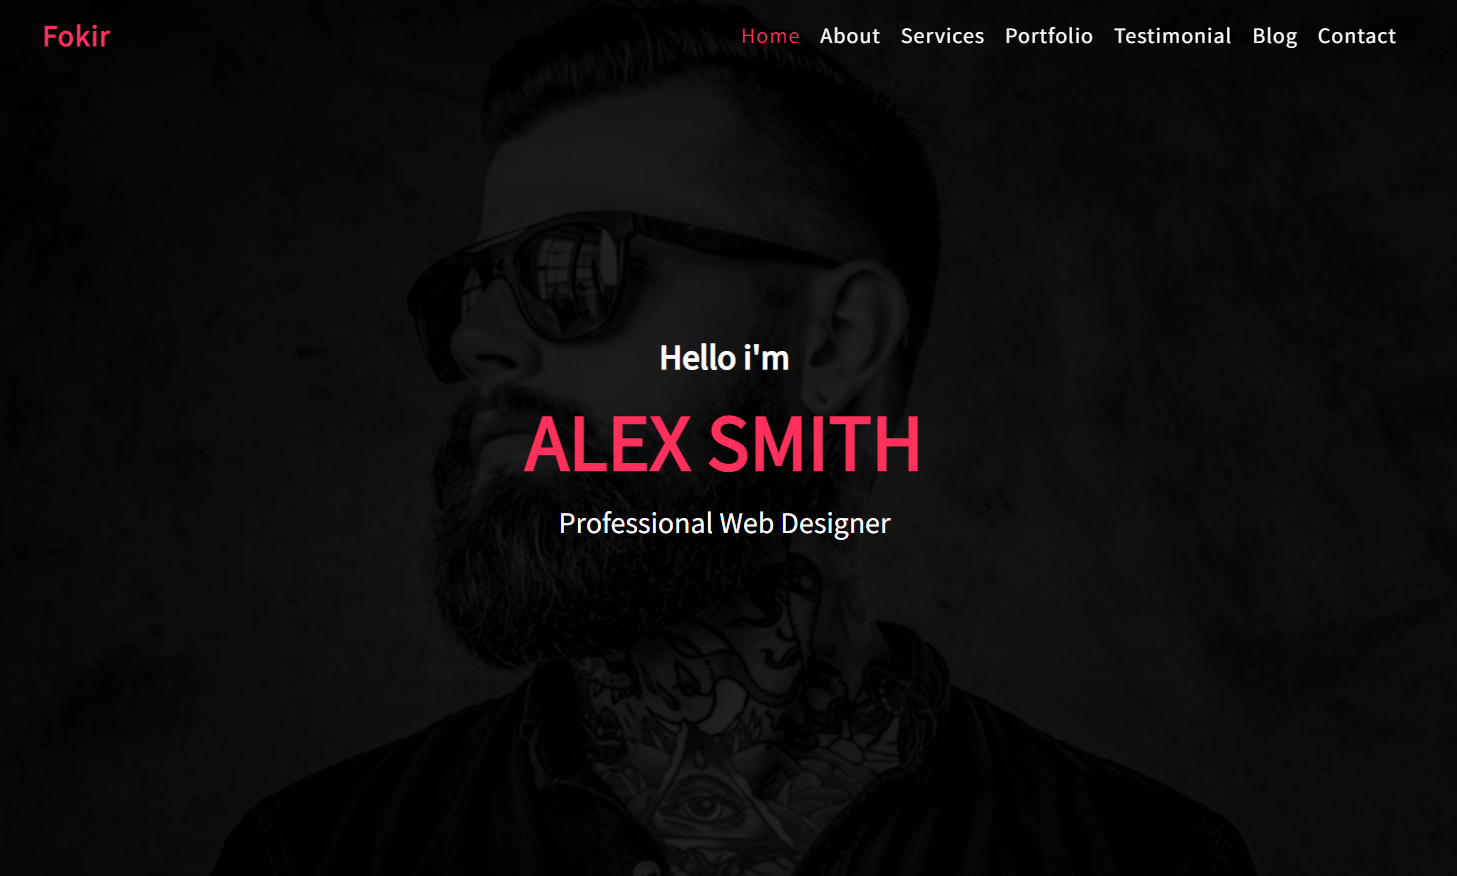 Fokir
Home About Services Portfolio Testimonial Blog Contact
Hello i'm
ALEX SMITH
Professional Web Designer